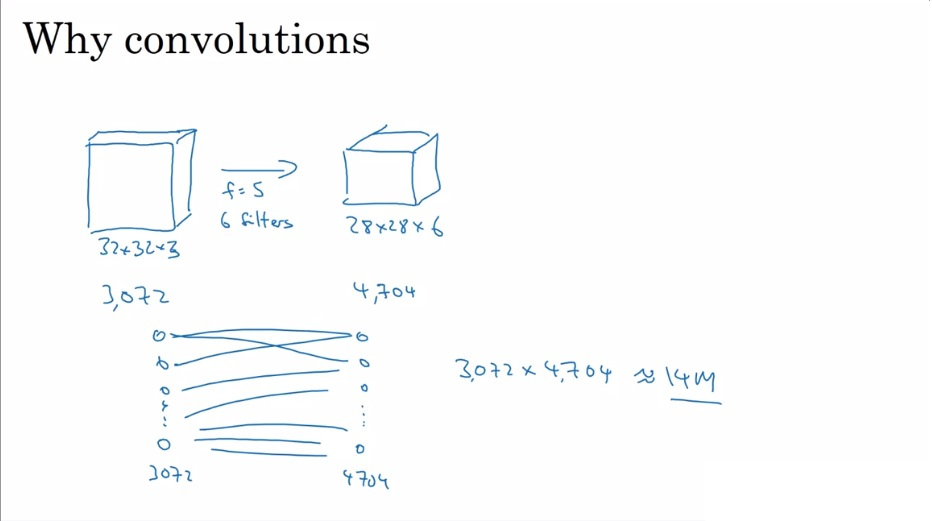 Why convolutions
f=5
6 filters
32×32×3
28×28×6
3,072
4,704
3,072 × 4,704 ≈ 14M
3072
4704